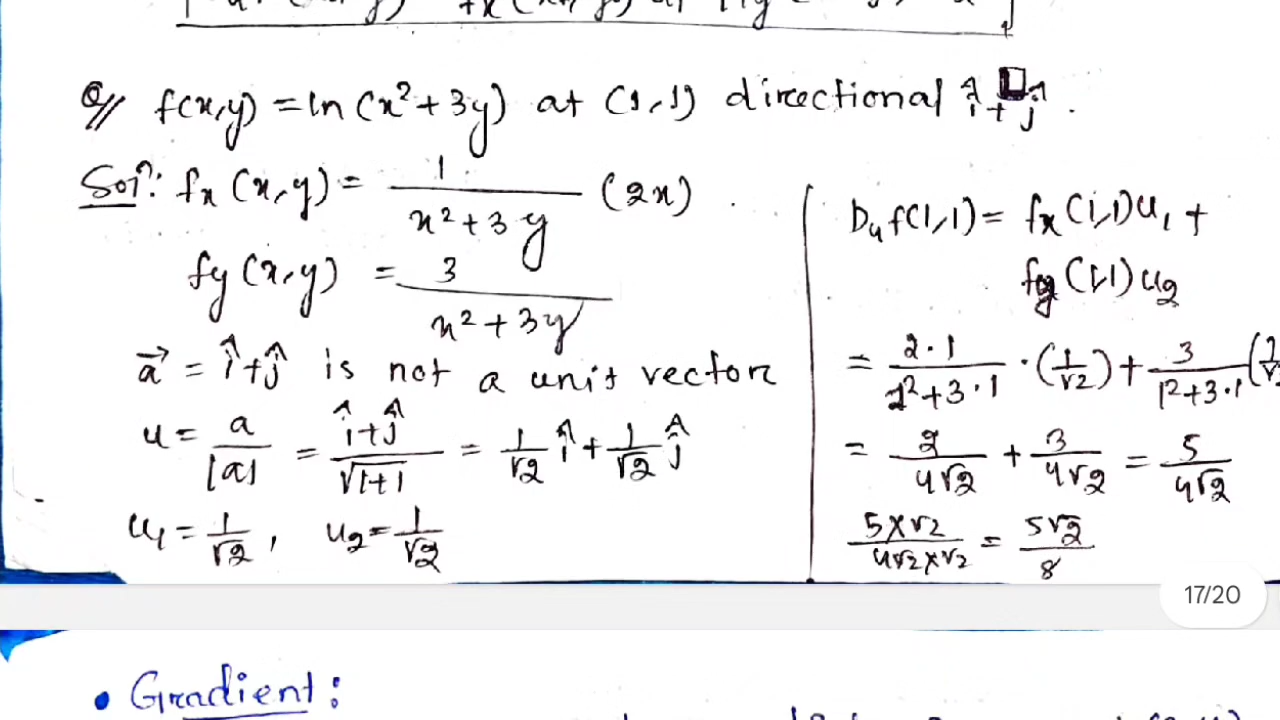 Q// f(x,y) = ln (x² + 3y) at (1,1) directional î + ĵ .
Solⁿ: fx (x,y) = 1 / (x² + 3y) (2x)
fy (x,y) = 3 / (x² + 3y)
a⃗ = î + ĵ is not a unit vector
u = a / |a| = (î + ĵ) / √(1+1) = 1/√2 î + 1/√2 ĵ
u₁ = 1/√2 , u₂ = 1/√2
Du f(1,1) = fx (1,1) u₁ +
fy (1,1) u₂
= 2·1 / (1² + 3·1) · (1/√2) + 3 / (1² + 3·1)
= 2 / 4√2 + 3 / 4√2 = 5 / 4√2
5×√2 / 4√2×√2 = 5√2 / 8
17/20
• Gradient :